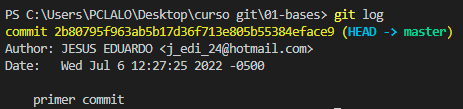 PS C:\Users\PCLALO\Desktop\curso git\01-bases> git log
commit 2b80795f963ab5b17d36f713e805b55384eface9 (HEAD -> master)
Author: JESUS EDUARDO <j_edi_24@hotmail.com>
Date:   Wed Jul 6 12:27:25 2022 -0500
    primer commit